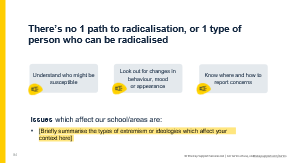 There's no 1 path to radicalisation, or 1 type of
person who can be radicalised
Understand who might be
susceptible
Look out for changes in
behaviour, mood
or appearance
Know where and how to
report concerns
Issues which affect our school/areas are:
• [Briefly summarise the types of extremism or ideologies which affect your
context here]